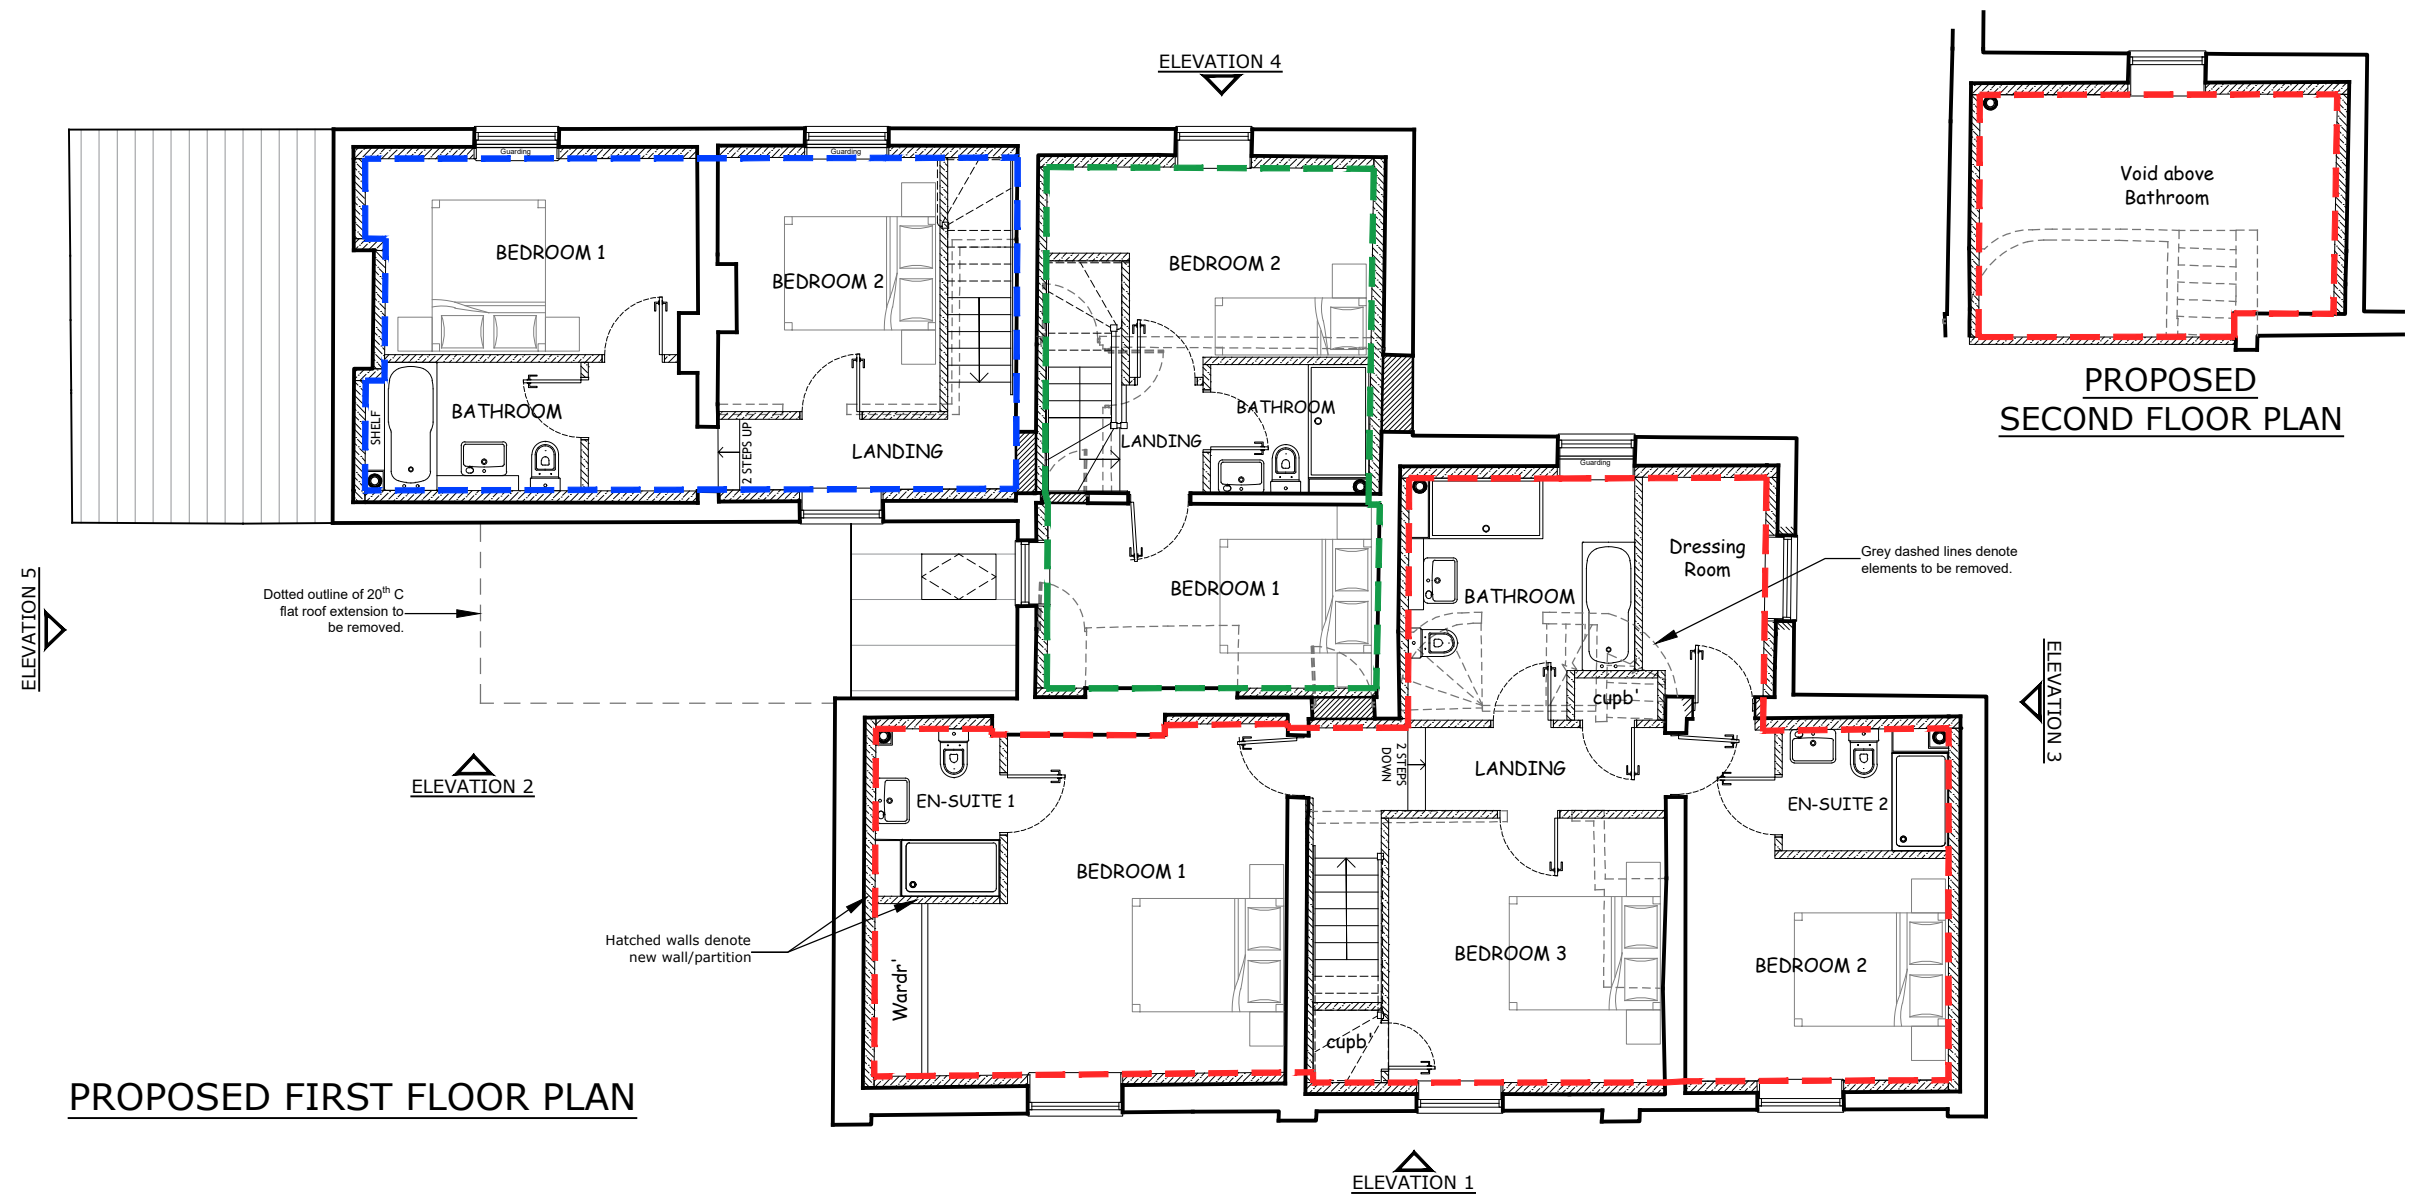 ELEVATION 4
Guarding
Guarding
Void above
Bathroom
BEDROOM 1
BEDROOM 2
BEDROOM 2
PROPOSED
SECOND FLOOR PLAN
SHELF
BATHROOM
2 STEPS UP
LANDING
LANDING
BATHROOM
Guarding
ELEVATION 5
Dotted outline of 20th C
flat roof extension to
be removed.
BEDROOM 1
BATHROOM
Dressing
Room
Grey dashed lines denote
elements to be removed.
cupb'
ELEVATION 3
ELEVATION 2
EN-SUITE 1
2 STEPS
DOWN
LANDING
EN-SUITE 2
BEDROOM 1
Hatched walls denote
new wall/partition
Wardr'
BEDROOM 3
BEDROOM 2
cupb'
PROPOSED FIRST FLOOR PLAN
ELEVATION 1